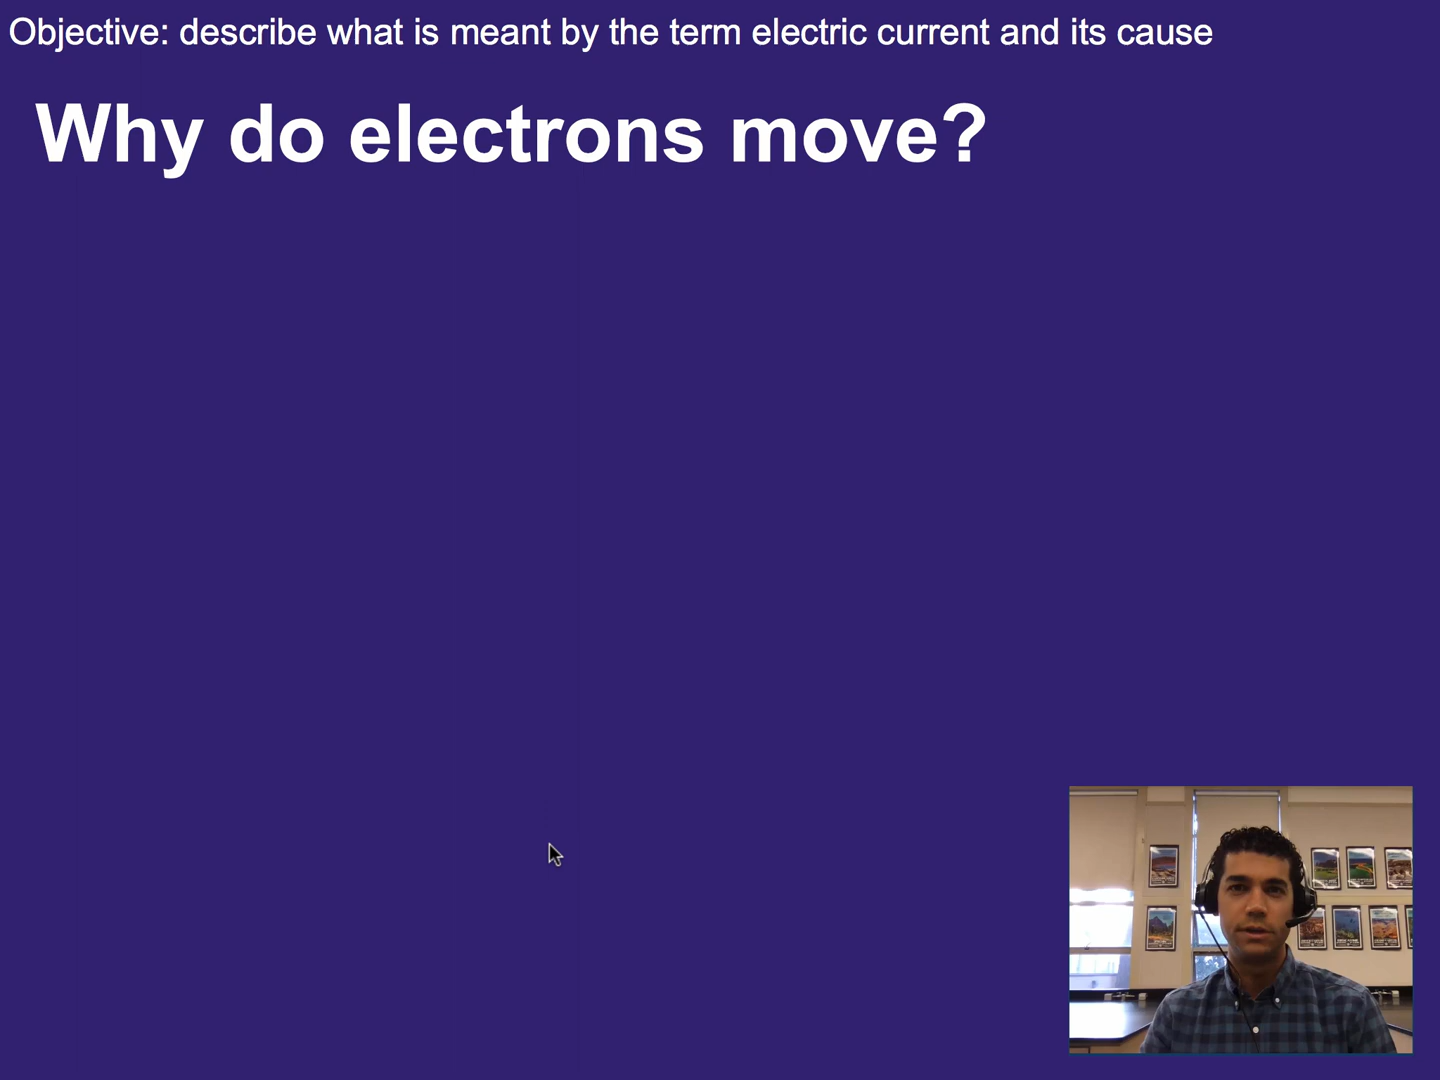 Objective: describe what is meant by the term electric current and its cause
Why do electrons move?